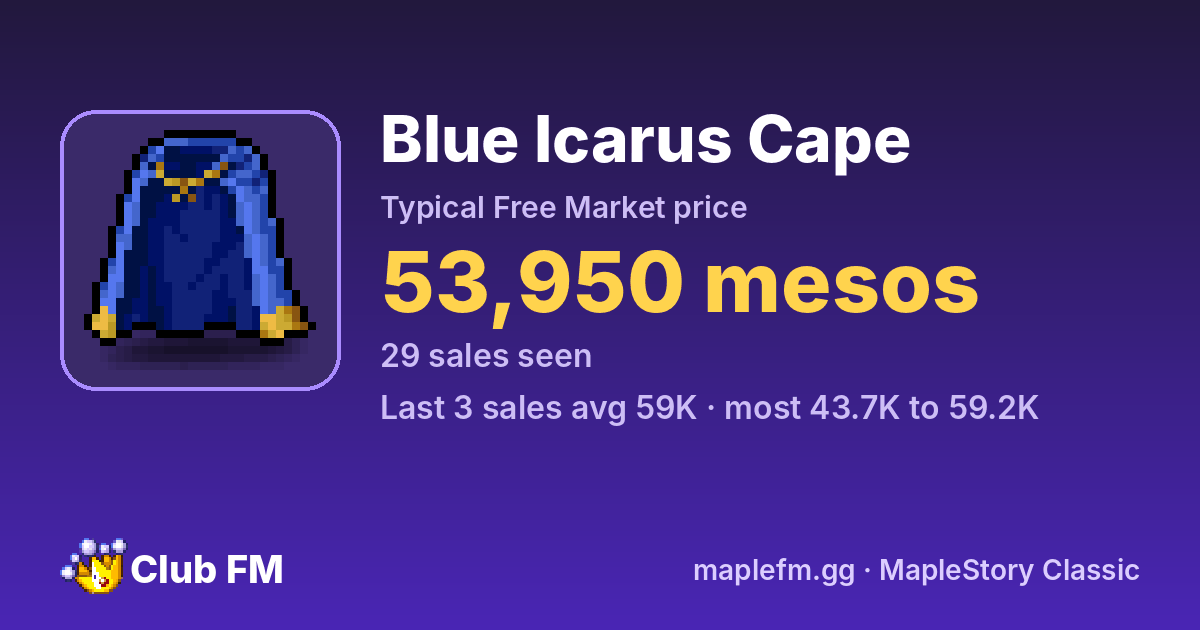 Blue Icarus Cape
Typical Free Market price
53,950 mesos
29 sales seen
Last 3 sales avg 59K · most 43.7K to 59.2K
Club FM
maplefm.gg · MapleStory Classic